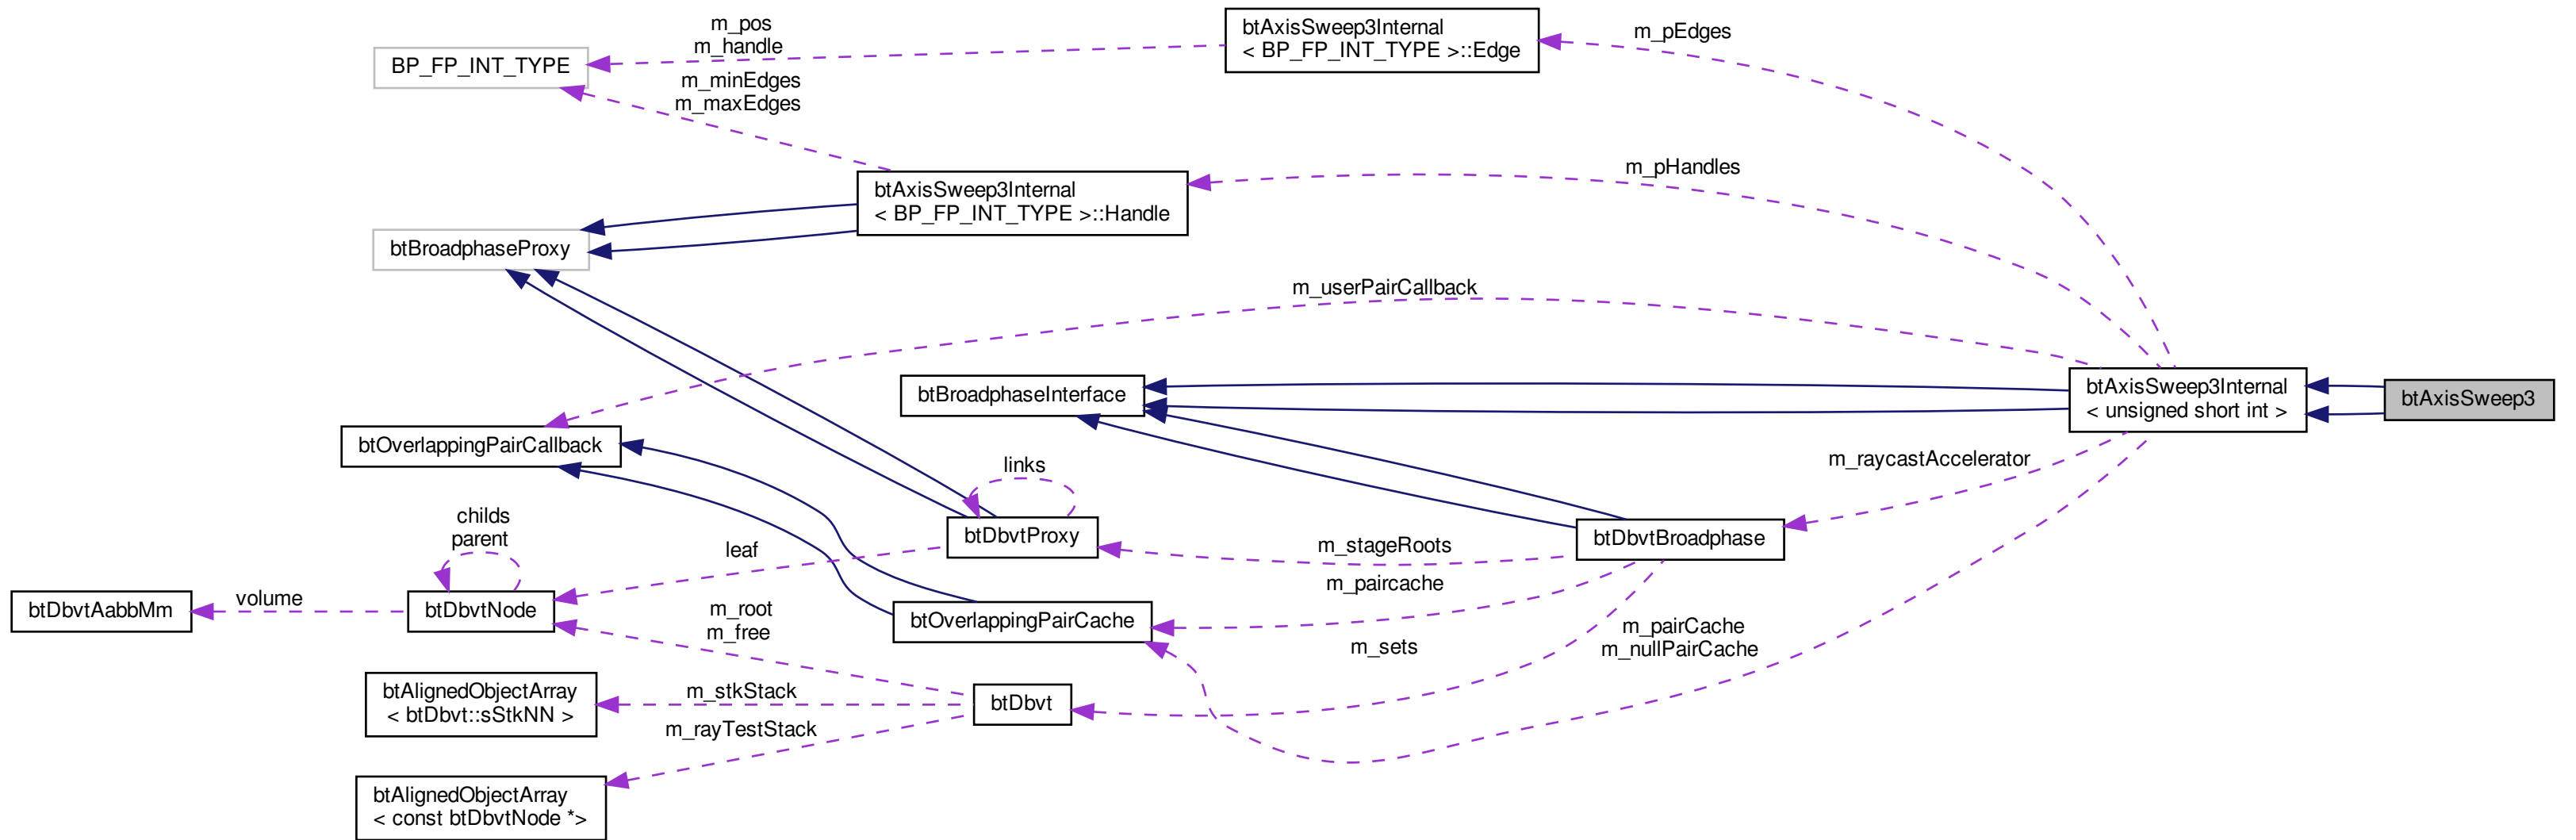 m_pos
m_handle
btAxisSweep3Internal
< BP_FP_INT_TYPE >::Edge
m_pEdges
BP_FP_INT_TYPE
m_minEdges
m_maxEdges
m_pHandles
btAxisSweep3Internal
< BP_FP_INT_TYPE >::Handle
btBroadphaseProxy
m_userPairCallback
btBroadphaseInterface
btAxisSweep3Internal
< unsigned short int >
btAxisSweep3
btOverlappingPairCallback
links
m_raycastAccelerator
childs
parent
leaf
btDbvtProxy
m_stageRoots
btDbvtBroadphase
m_paircache
btDbvtAabbMm
volume
btDbvtNode
m_root
m_free
btOverlappingPairCache
m_sets
m_pairCache
m_nullPairCache
btAlignedObjectArray
< btDbvt::sStkNN >
m_stkStack
btDbvt
m_rayTestStack
btAlignedObjectArray
< const btDbvtNode *>